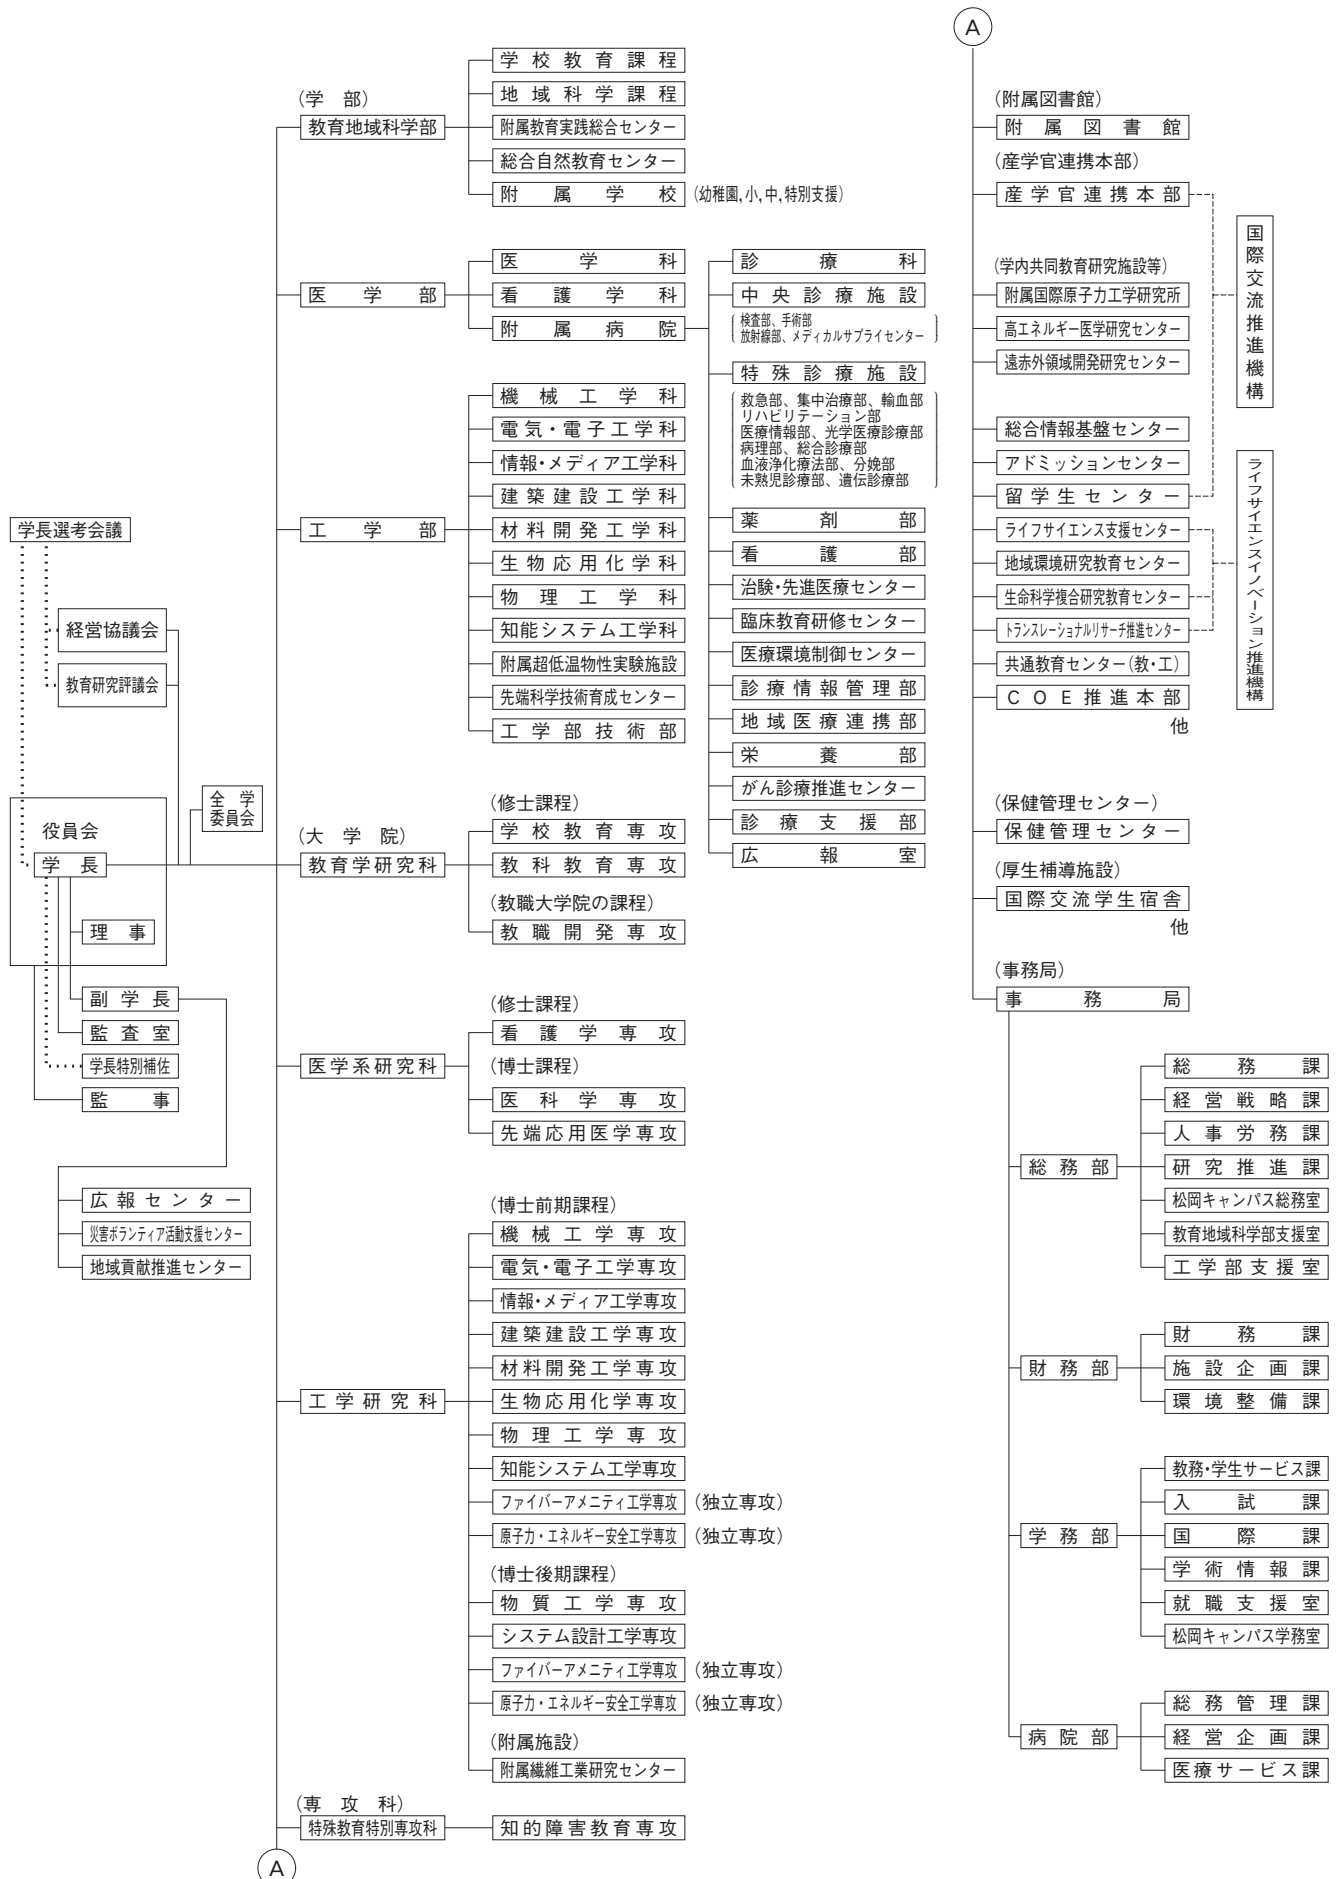 学長選考会議
経営協議会
教育研究評議会
全学
委員会
役員会
学長
理事
副学長
監査室
学長特別補佐
監事
広報センター
災害ボランティア活動支援センター
地域貢献推進センター
(学部)
教育地域科学部
学校教育課程
地域科学課程
附属教育実践総合センター
総合自然教育センター
附属学校 (幼稚園,小,中,特別支援)
医学部
医学科
看護学科
附属病院
診療科
中央診療施設
検査部、手術部
放射線部、メディカルサプライセンター
特殊診療施設
救急部、集中治療部、輸血部
リハビリテーション部
医療情報部、光学医療診療部
病理部、総合診療部
血液浄化療法部、分娩部
未熟児診療部、遺伝診療部
薬剤部
看護部
治験・先進医療センター
臨床教育研修センター
医療環境制御センター
診療情報管理部
地域医療連携部
栄養部
がん診療推進センター
診療支援部
広報室
工学部
機械工学科
電気・電子工学科
情報・メディア工学科
建築建設工学科
材料開発工学科
生物応用化学科
物理工学科
知能システム工学科
附属超低温物性実験施設
先端科学技術育成センター
工学部技術部
(大学院)
教育学研究科
(修士課程)
学校教育専攻
教科教育専攻
(教職大学院の課程)
教職開発専攻
医学系研究科
(修士課程)
看護学専攻
(博士課程)
医科学専攻
先端応用医学専攻
工学研究科
(博士前期課程)
機械工学専攻
電気・電子工学専攻
情報・メディア工学専攻
建築建設工学専攻
材料開発工学専攻
生物応用化学専攻
物理工学専攻
知能システム工学専攻
ファイバーアメニティ工学専攻 (独立専攻)
原子力・エネルギー安全工学専攻 (独立専攻)
(博士後期課程)
物質工学専攻
システム設計工学専攻
ファイバーアメニティ工学専攻 (独立専攻)
原子力・エネルギー安全工学専攻 (独立専攻)
(附属施設)
附属繊維工業研究センター
(専攻科)
特殊教育特別専攻科
知的障害教育専攻
A
A
(附属図書館)
附属図書館
(産学官連携本部)
産学官連携本部
(学内共同教育研究施設等)
附属国際原子力工学研究所
高エネルギー医学研究センター
遠赤外領域開発研究センター
総合情報基盤センター
アドミッションセンター
留学生センター
ライフサイエンス支援センター
地域環境研究教育センター
生命科学複合研究教育センター
トランスレーショナルリサーチ推進センター
共通教育センター(教・工)
COE推進本部
他
国際交流推進機構
ライフサイエンスイノベーション推進機構
(保健管理センター)
保健管理センター
(厚生補導施設)
国際交流学生宿舎
他
(事務局)
事務局
総務部
総務課
経営戦略課
人事労務課
研究推進課
松岡キャンパス総務室
教育地域科学部支援室
工学部支援室
財務部
財務課
施設企画課
環境整備課
学務部
教務・学生サービス課
入試課
国際課
学術情報課
就職支援室
松岡キャンパス学務室
病院部
総務管理課
経営企画課
医療サービス課